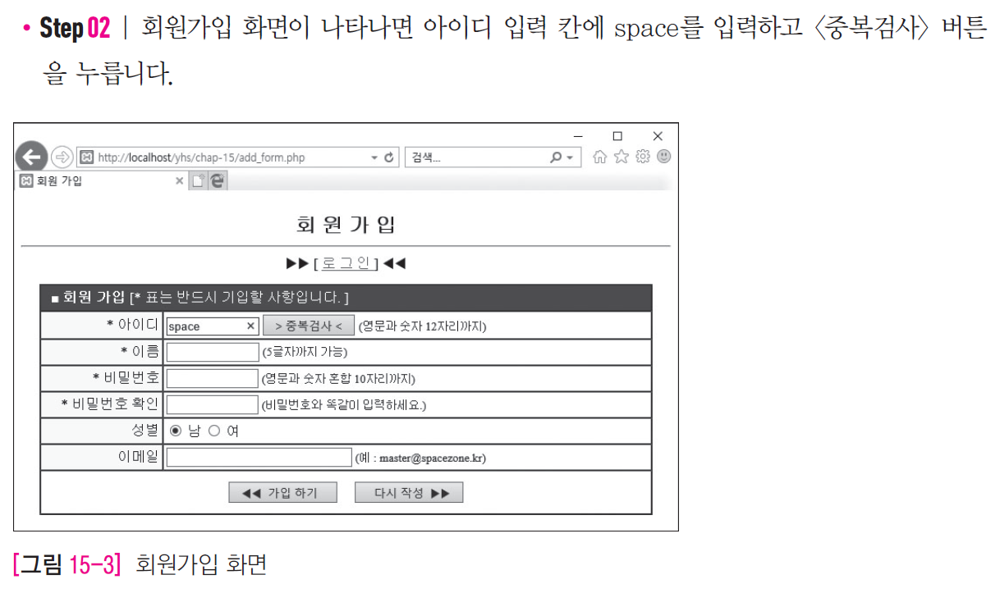 • Step 02 | 회원가입 화면이 나타나면 아이디 입력 칸에 space를 입력하고 〈중복검사〉 버튼
을 누릅니다.
http://localhost/yhs/chap-15/add_form.php 검색...
회원 가입
회 원 가 입
▶▶ [ 로 그 인 ] ◀◀
■ 회원 가입 [* 표는 반드시 기입할 사항입니다. ]
* 아이디 space × > 중복검사 < (영문과 숫자 12자리까지)
* 이름 (5글자까지 가능)
* 비밀번호 (영문과 숫자 혼합 10자리까지)
* 비밀번호 확인 (비밀번호와 똑같이 입력하세요.)
성별 남 여
이메일 (예 : master@spacezone.kr)
◀◀ 가입 하기 다시 작성 ▶▶
[그림 15-3] 회원가입 화면